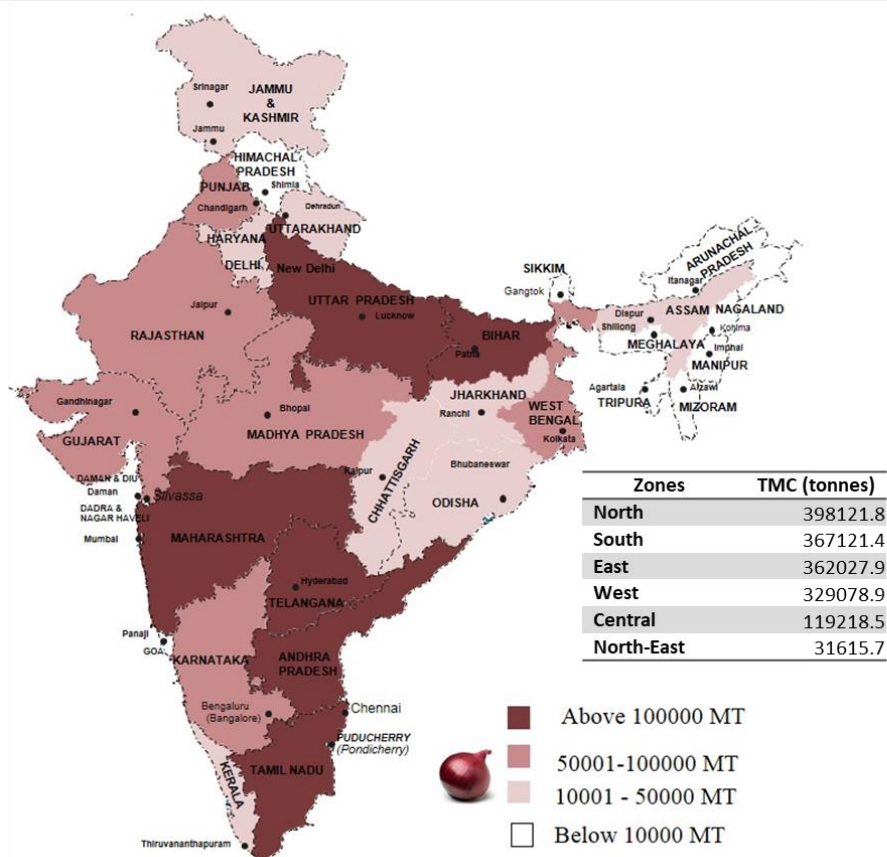 Srinagar
JAMMU
&
KASHMIR
Jammu
HIMACHAL
PRADESH
Shimla
PUNJAB
Chandigarh
Dehradun
UTTARAKHAND
HARYANA
DELHI
New Delhi
ARUNACHAL
PRADESH
Itanagar
SIKKIM
Gangtok
UTTAR PRADESH
Lucknow
Jaipur
RAJASTHAN
BIHAR
Patna
Dispur
ASSAM
NAGALAND
Shillong
Kohima
MEGHALAYA
Imphal
MANIPUR
Agartala
Aizawl
TRIPURA
MIZORAM
Gandhinagar
GUJARAT
Bhopal
MADHYA PRADESH
JHARKHAND
Ranchi
WEST
BENGAL
Kolkata
Raipur
CHHATTISGARH
Bhubaneswar
ODISHA
DAMAN & DIU
Daman
Silvassa
DADRA &
NAGAR HAVELI
Mumbai
MAHARASHTRA
Hyderabad
TELANGANA
Panaji
GOA
KARNATAKA
ANDHRA
PRADESH
Bengaluru
(Bangalore)
Chennai
PUDUCHERRY
(Pondicherry)
TAMIL NADU
KERALA
Thiruvananthapuram
Zones TMC (tonnes)
North 398121.8
South 367121.4
East 362027.9
West 329078.9
Central 119218.5
North-East 31615.7
Above 100000 MT
50001-100000 MT
10001 - 50000 MT
Below 10000 MT